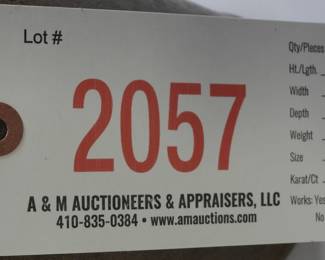 Lot #
2057
A & M AUCTIONEERS & APPRAISERS, LLC
410-835-0384 • www.amauctions.com
Qty/Pieces
Ht./Lgth.
Width
Depth
Weight
Size
Karat/Ct
Works: Yes
No